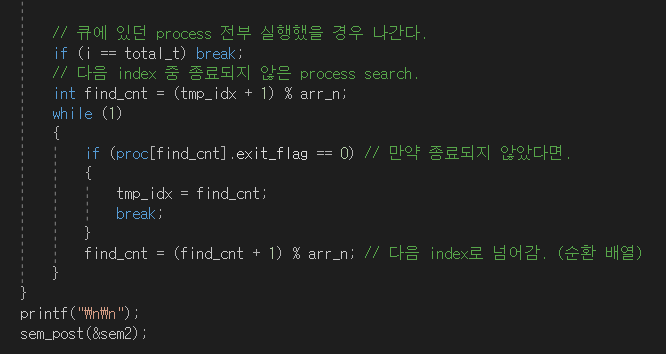 // 큐에 있던 process 전부 실행했을 경우 나간다.
if (i == total_t) break;
// 다음 index 중 종료되지 않은 process search.
int find_cnt = (tmp_idx + 1) % arr_n;
while (1)
{
if (proc[find_cnt].exit_flag == 0) // 만약 종료되지 않았다면.
{
tmp_idx = find_cnt;
break;
}
find_cnt = (find_cnt + 1) % arr_n; // 다음 index로 넘어감. (순환 배열)
}
}
printf("₩n₩n");
sem_post(&sem2);